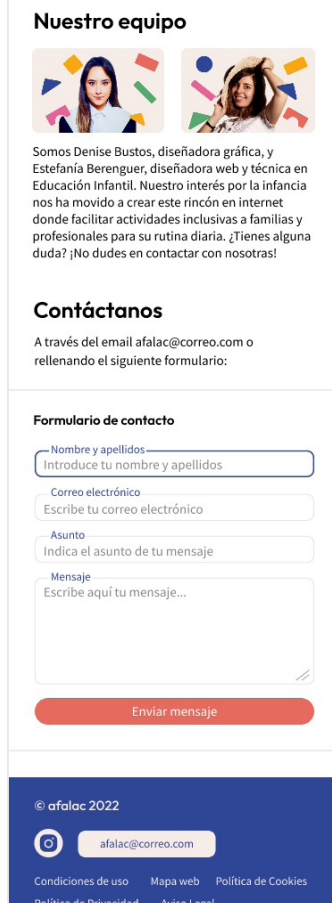 Nuestro equipo
Somos Denise Bustos, diseñadora gráfica, y
Estefanía Berenguer, diseñadora web y técnica en
Educación Infantil. Nuestro interés por la infancia
nos ha movido a crear este rincón en internet
donde facilitar actividades inclusivas a familias y
profesionales para su rutina diaria. ¿Tienes alguna
duda? ¡No dudes en contactar con nosotras!
Contáctanos
A través del email afalac@correo.com o
rellenando el siguiente formulario:
Formulario de contacto
Nombre y apellidos
Introduce tu nombre y apellidos
Correo electrónico
Escribe tu correo electrónico
Asunto
Indica el asunto de tu mensaje
Mensaje
Escribe aquí tu mensaje...
Enviar mensaje
© afalac 2022
afalac@correo.com
Condiciones de uso Mapa web Política de Cookies
Política de Privacidad Aviso Legal